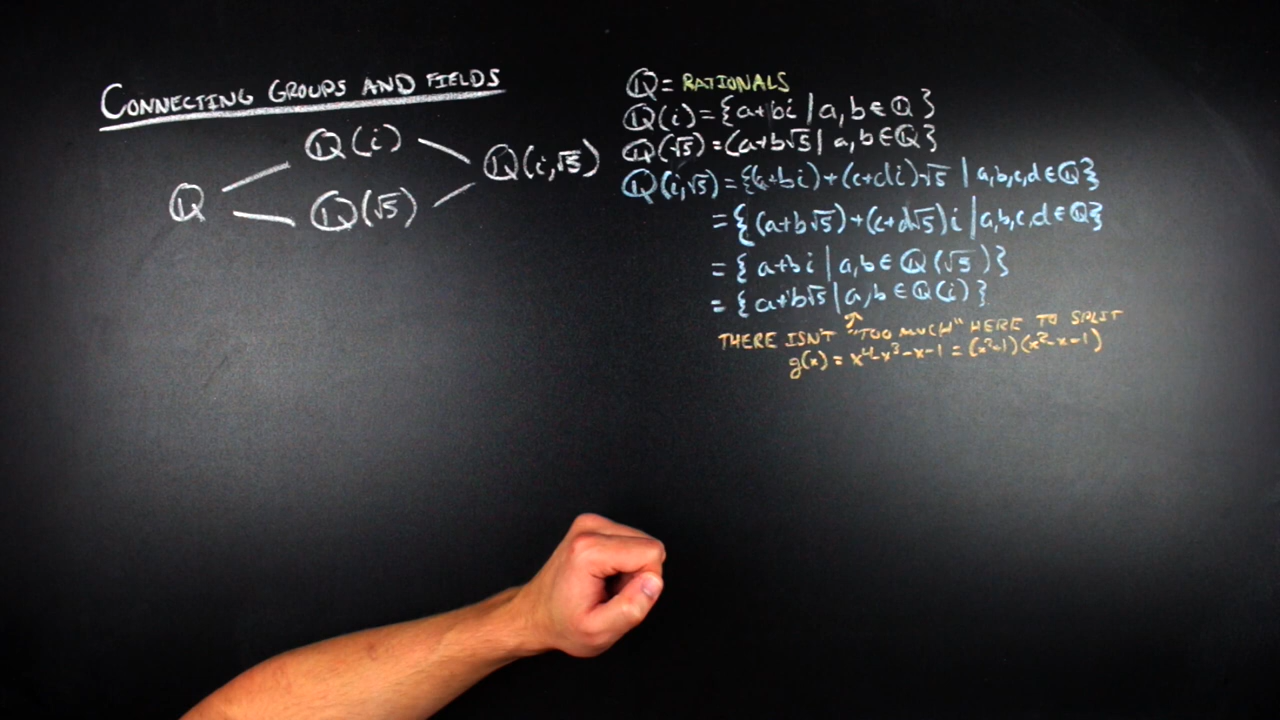 CONNECTING GROUPS AND FIELDS
ℚ
ℚ(i)
ℚ(√5)
ℚ(i,√5)
ℚ = RATIONALS
ℚ(i) = {a+bi | a,b ∈ ℚ}
ℚ(√5) = (a+b√5 | a,b ∈ ℚ}
ℚ(i,√5) = {(a+bi)+(c+di)√5 | a,b,c,d ∈ ℚ}
= {(a+b√5)+(c+d√5)i | a,b,c,d ∈ ℚ}
= {a+bi | a,b ∈ ℚ(√5)}
= {a+b√5 | a,b ∈ ℚ(i)}
THERE ISN'T "TOO MUCH" HERE TO SPLIT
g(x) = x⁴-x³-x-1 = (x²+1)(x²-x-1)